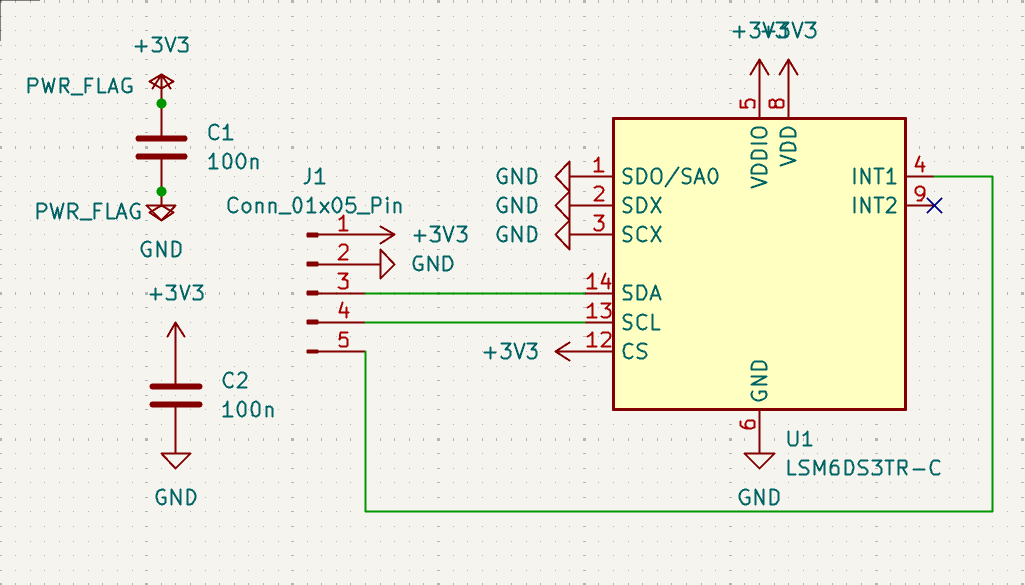 +3V3
PWR_FLAG
C1
100n
PWR_FLAG
GND
+3V3
C2
100n
GND
J1
Conn_01x05_Pin
1
+3V3
2
GND
3
4
5
+3V3
+3V3
5
8
VDDIO
VDD
GND
1
SDO/SA0
GND
2
SDX
GND
3
SCX
14
SDA
13
SCL
+3V3
12
CS
INT1
4
INT2
9
GND
6
U1
LSM6DS3TR-C
GND